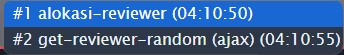 #1 alokasi-reviewer (04:10:50)
#2 get-reviewer-random (ajax) (04:10:55)